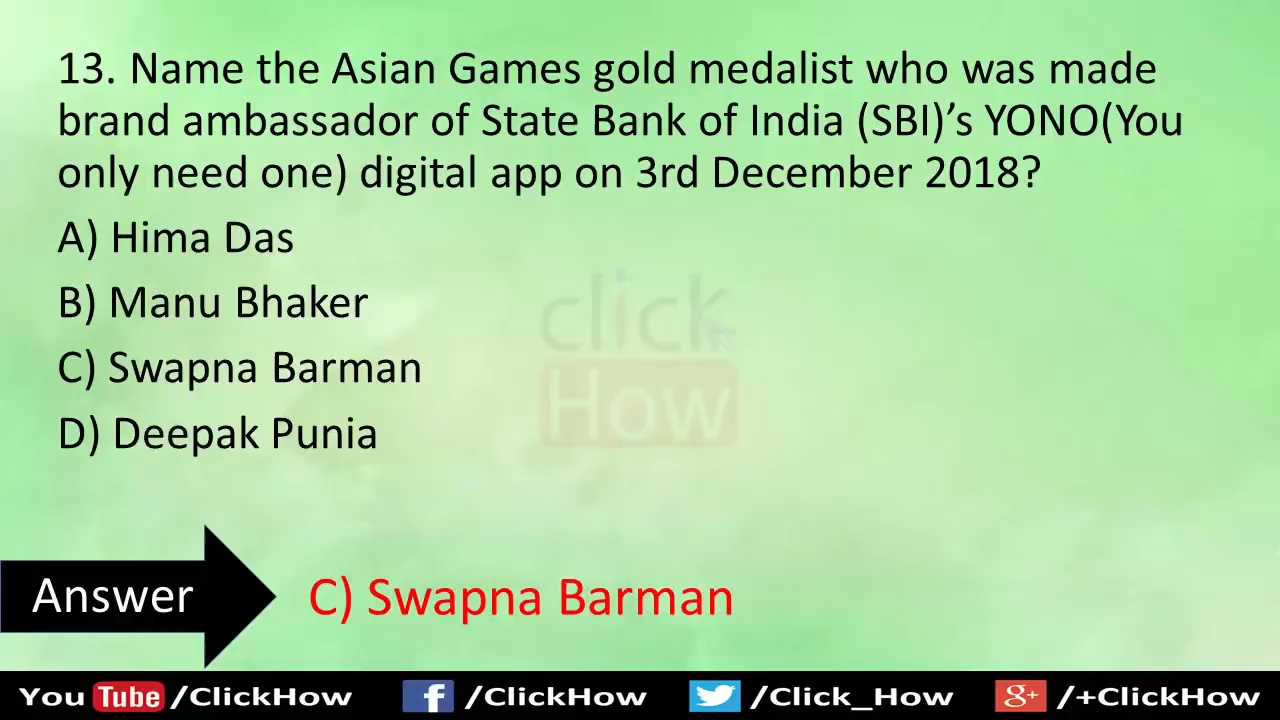 13. Name the Asian Games gold medalist who was made
brand ambassador of State Bank of India (SBI)’s YONO(You
only need one) digital app on 3rd December 2018?
A) Hima Das
B) Manu Bhaker
C) Swapna Barman
D) Deepak Punia
click
How
Answer
C) Swapna Barman
You Tube /ClickHow f /ClickHow /Click_How g+ /+ClickHow